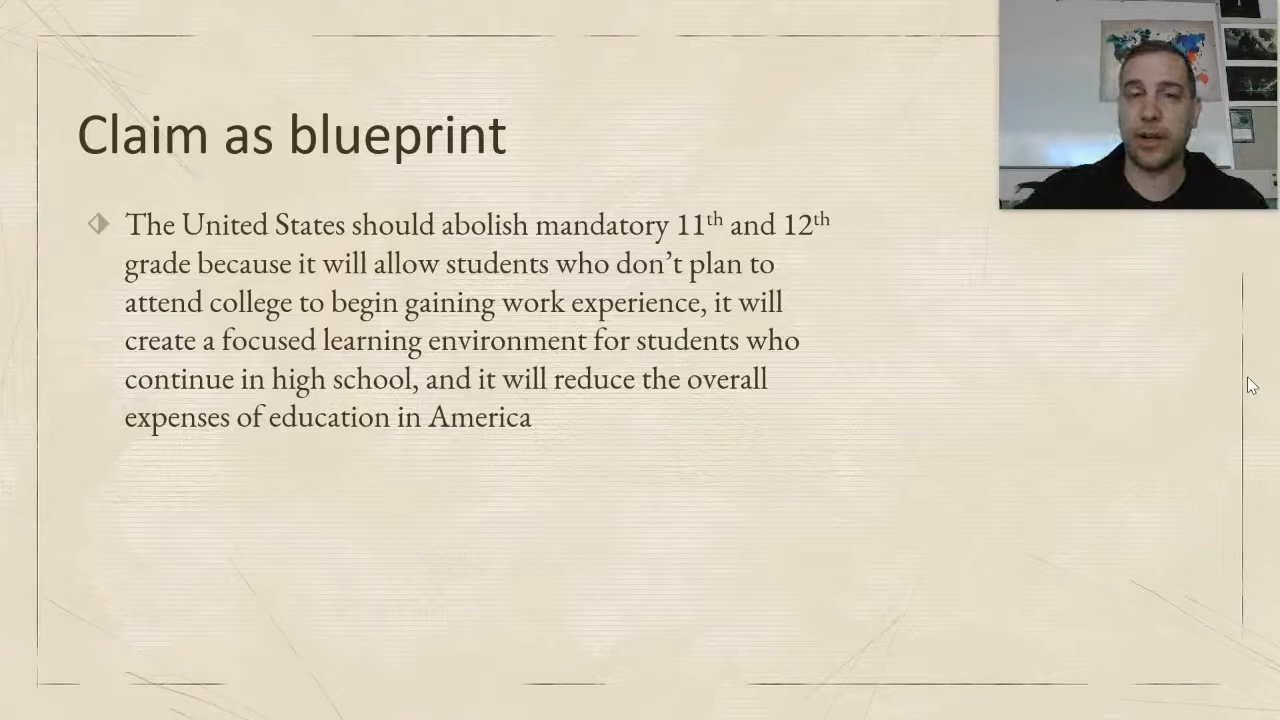 Claim as blueprint
The United States should abolish mandatory 11th and 12th
grade because it will allow students who don’t plan to
attend college to begin gaining work experience, it will
create a focused learning environment for students who
continue in high school, and it will reduce the overall
expenses of education in America